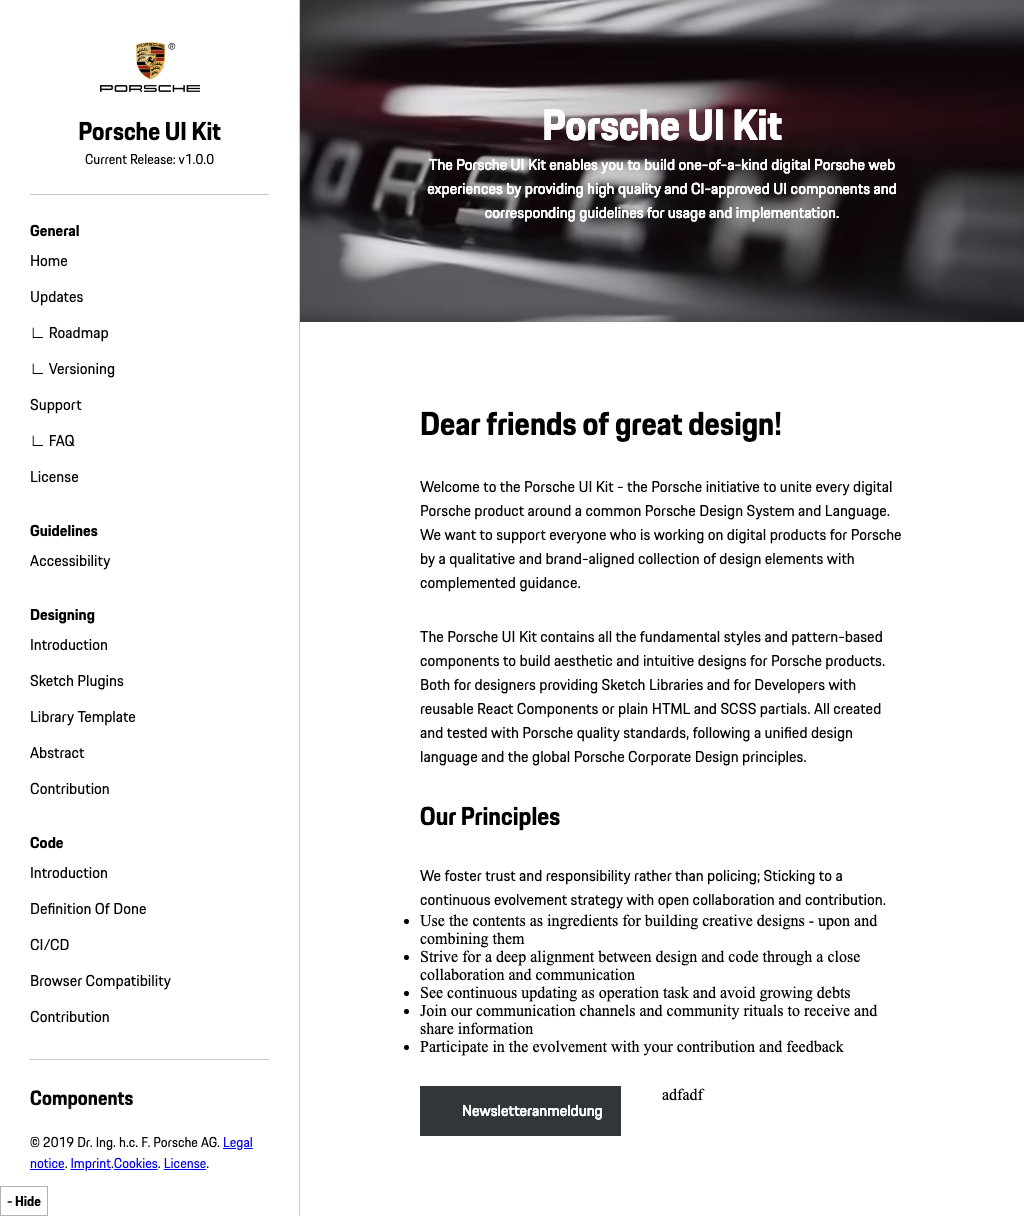 PORSCHE
®
PORSCHE
Porsche UI Kit
Current Release: v1.0.0
General
Home
Updates
∟ Roadmap
∟ Versioning
Support
∟ FAQ
License
Guidelines
Accessibility
Designing
Introduction
Sketch Plugins
Library Template
Abstract
Contribution
Code
Introduction
Definition Of Done
CI/CD
Browser Compatibility
Contribution
Components
© 2019 Dr. Ing. h.c. F. Porsche AG. Legal
notice. Imprint.Cookies. License.
- Hide
PORSCHE
Porsche UI Kit
The Porsche UI Kit enables you to build one-of-a-kind digital Porsche web
experiences by providing high quality and CI-approved UI components and
corresponding guidelines for usage and implementation.
Dear friends of great design!
Welcome to the Porsche UI Kit - the Porsche initiative to unite every digital
Porsche product around a common Porsche Design System and Language.
We want to support everyone who is working on digital products for Porsche
by a qualitative and brand-aligned collection of design elements with
complemented guidance.
The Porsche UI Kit contains all the fundamental styles and pattern-based
components to build aesthetic and intuitive designs for Porsche products.
Both for designers providing Sketch Libraries and for Developers with
reusable React Components or plain HTML and SCSS partials. All created
and tested with Porsche quality standards, following a unified design
language and the global Porsche Corporate Design principles.
Our Principles
We foster trust and responsibility rather than policing; Sticking to a
continuous evolvement strategy with open collaboration and contribution.
• Use the contents as ingredients for building creative designs - upon and
combining them
• Strive for a deep alignment between design and code through a close
collaboration and communication
• See continuous updating as operation task and avoid growing debts
• Join our communication channels and community rituals to receive and
share information
• Participate in the evolvement with your contribution and feedback
Newsletteranmeldung
adfadf